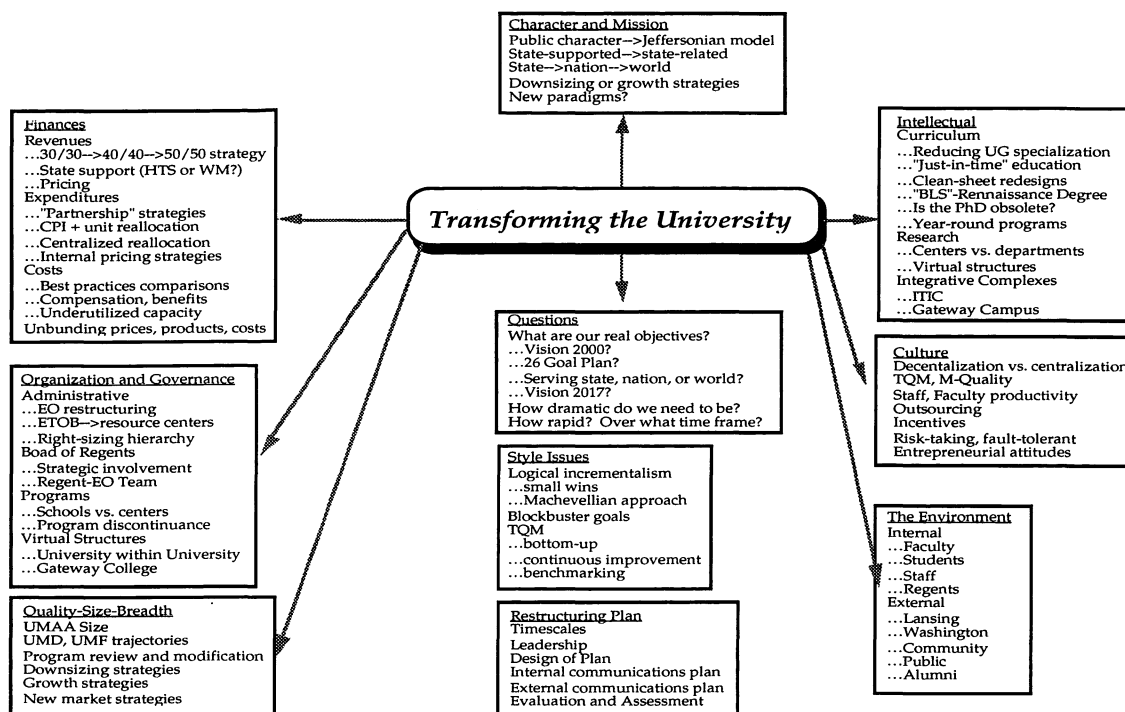 Character and Mission
Public character-->Jeffersonian model
State-supported-->state-related
State-->nation-->world
Downsizing or growth strategies
New paradigms?
Finances
Revenues
...30/30-->40/40-->50/50 strategy
...State support (HTS or WM?)
...Pricing
Expenditures
..."Partnership" strategies
...CPI + unit reallocation
...Centralized reallocation
...Internal pricing strategies
Costs
...Best practices comparisons
...Compensation, benefits
...Underutilized capacity
Unbunding prices, products, costs
Transforming the University
Intellectual
Curriculum
...Reducing UG specialization
..."Just-in-time" education
...Clean-sheet redesigns
..."BLS"-Rennaissance Degree
...Is the PhD obsolete?
...Year-round programs
Research
...Centers vs. departments
...Virtual structures
Integrative Complexes
...ITIC
...Gateway Campus
Questions
What are our real objectives?
...Vision 2000?
...26 Goal Plan?
...Serving state, nation, or world?
...Vision 2017?
How dramatic do we need to be?
How rapid? Over what time frame?
Organization and Governance
Administrative
...EO restructuring
...ETOB-->resource centers
...Right-sizing hierarchy
Board of Regents
...Strategic involvement
...Regent-EO Team
Programs
...Schools vs. centers
...Program discontinuance
Virtual Structures
...University within University
...Gateway College
Culture
Decentalization vs. centralization
TQM, M-Quality
Staff, Faculty productivity
Outsourcing
Incentives
Risk-taking, fault-tolerant
Entrepreneurial attitudes
Style Issues
Logical incrementalism
...small wins
...Machevellian approach
Blockbuster goals
TQM
...bottom-up
...continuous improvement
...benchmarking
The Environment
Internal
...Faculty
...Students
...Staff
...Regents
External
...Lansing
...Washington
...Community
...Public
...Alumni
Quality-Size-Breadth
UMAA Size
UMD, UMF trajectories
Program review and modification
Downsizing strategies
Growth strategies
New market strategies
Restructuring Plan
Timescales
Leadership
Design of Plan
Internal communications plan
External communications plan
Evaluation and Assessment